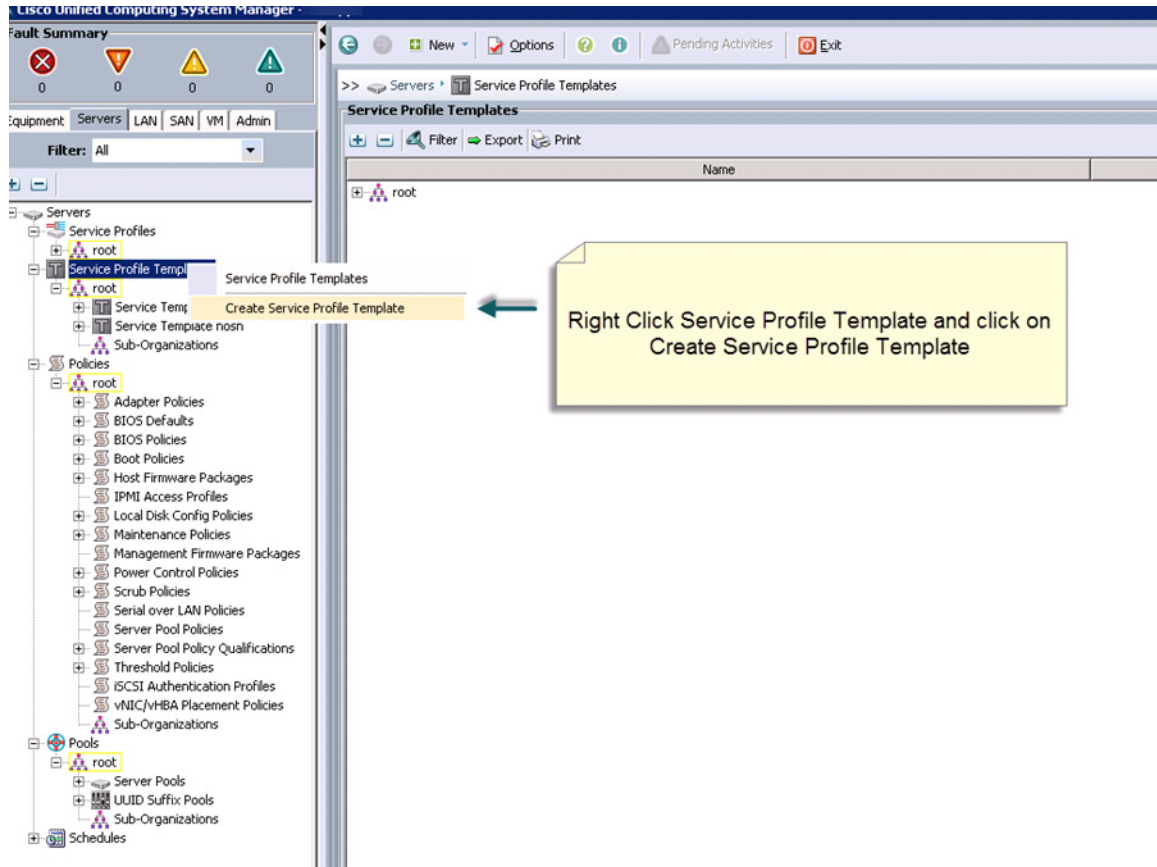 Cisco Unified Computing System Manager -
Fault Summary
0 0 0 0
Equipment Servers LAN SAN VM Admin
Filter: All
Servers
Service Profiles
root
Service Profile Templ
root
Service Temp
Service Template nosn
Sub-Organizations
Policies
root
Adapter Policies
BIOS Defaults
BIOS Policies
Boot Policies
Host Firmware Packages
IPMI Access Profiles
Local Disk Config Policies
Maintenance Policies
Management Firmware Packages
Power Control Policies
Scrub Policies
Serial over LAN Policies
Server Pool Policies
Server Pool Policy Qualifications
Threshold Policies
iSCSI Authentication Profiles
vNIC/vHBA Placement Policies
Sub-Organizations
Pools
root
Server Pools
UUID Suffix Pools
Sub-Organizations
Schedules
Service Profile Templates
Create Service Profile Template
New Options Pending Activities Exit
>> Servers Service Profile Templates
Service Profile Templates
Filter Export Print
Name
root
Right Click Service Profile Template and click on
Create Service Profile Template